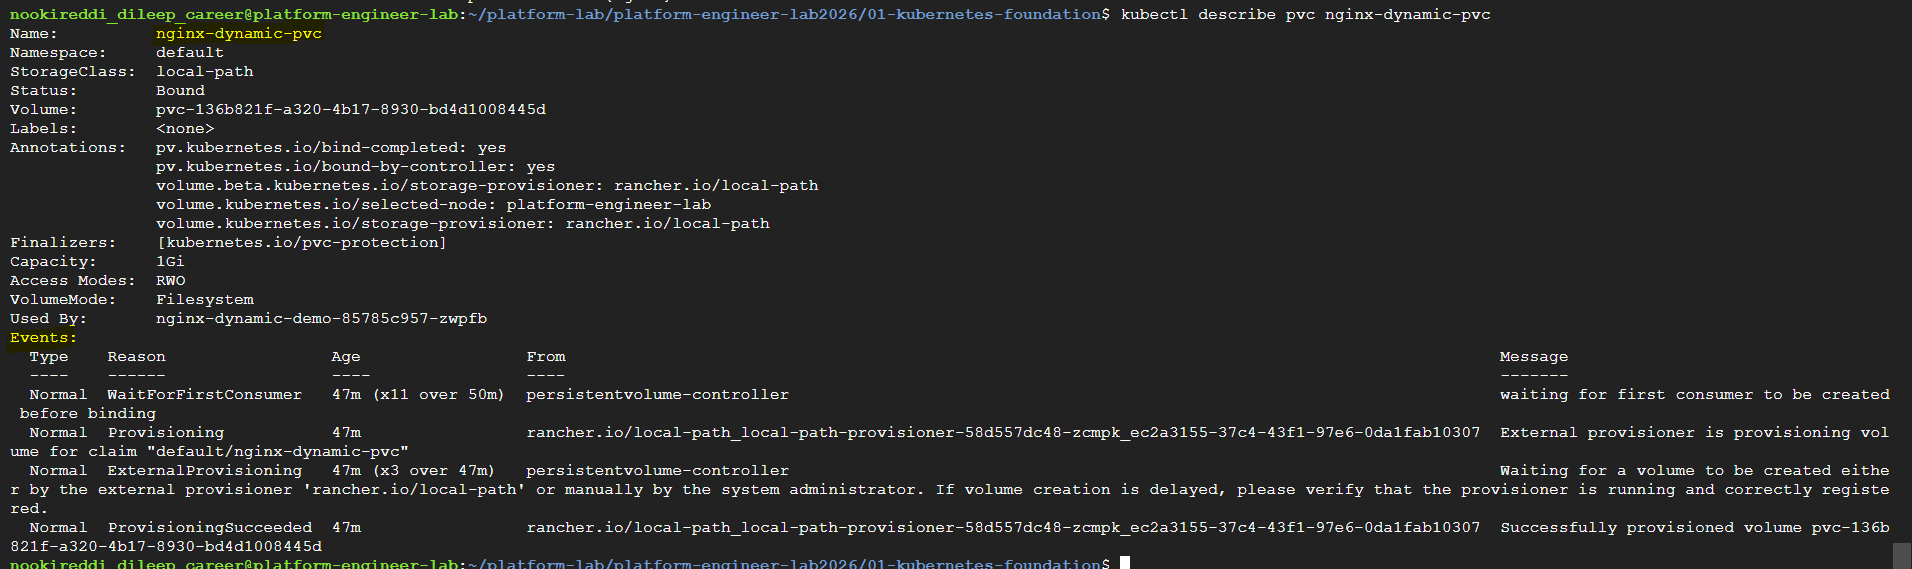 nookireddi_dileep_career@platform-engineer-lab:~/platform-lab/platform-engineer-lab2026/01-kubernetes-foundation$ kubectl describe pvc nginx-dynamic-pvc
Name:          nginx-dynamic-pvc
Namespace:     default
StorageClass:  local-path
Status:        Bound
Volume:        pvc-136b821f-a320-4b17-8930-bd4d1008445d
Labels:        <none>
Annotations:   pv.kubernetes.io/bind-completed: yes
               pv.kubernetes.io/bound-by-controller: yes
               volume.beta.kubernetes.io/storage-provisioner: rancher.io/local-path
               volume.kubernetes.io/selected-node: platform-engineer-lab
               volume.kubernetes.io/storage-provisioner: rancher.io/local-path
Finalizers:    [kubernetes.io/pvc-protection]
Capacity:      1Gi
Access Modes:  RWO
VolumeMode:    Filesystem
Used By:       nginx-dynamic-demo-85785c957-zwpfb
Events:
  Type    Reason                 Age                 From                                                                                                Message
  ----    ------                 ----                ----                                                                                                -------
  Normal  WaitForFirstConsumer   47m (x11 over 50m)  persistentvolume-controller                                                                         waiting for first consumer to be created
 before binding
  Normal  Provisioning           47m                 rancher.io/local-path_local-path-provisioner-58d557dc48-zcmpk_ec2a3155-37c4-43f1-97e6-0da1fab10307  External provisioner is provisioning vol
ume for claim "default/nginx-dynamic-pvc"
  Normal  ExternalProvisioning   47m (x3 over 47m)   persistentvolume-controller                                                                         Waiting for a volume to be created eithe
r by the external provisioner 'rancher.io/local-path' or manually by the system administrator. If volume creation is delayed, please verify that the provisioner is running and correctly registe
red.
  Normal  ProvisioningSucceeded  47m                 rancher.io/local-path_local-path-provisioner-58d557dc48-zcmpk_ec2a3155-37c4-43f1-97e6-0da1fab10307  Successfully provisioned volume pvc-136b
821f-a320-4b17-8930-bd4d1008445d
nookireddi_dileep_career@platform-engineer-lab:~/platform-lab/platform-engineer-lab2026/01-kubernetes-foundation$